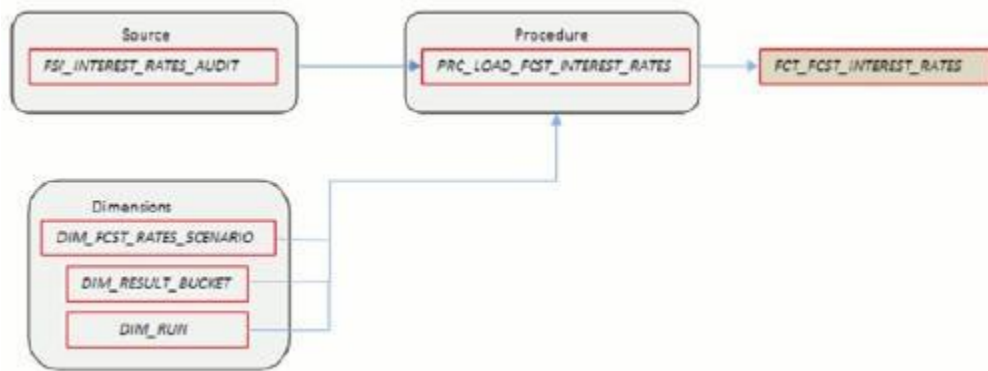 Source
FSI_INTEREST_RATES_AUDIT
Procedure
PRC_LOAD_FCST_INTEREST_RATES
FCT_FCST_INTEREST_RATES
Dimensions
DIM_FCST_RATES_SCENARIO
DIM_RESULT_BUCKET
DIM_RUN